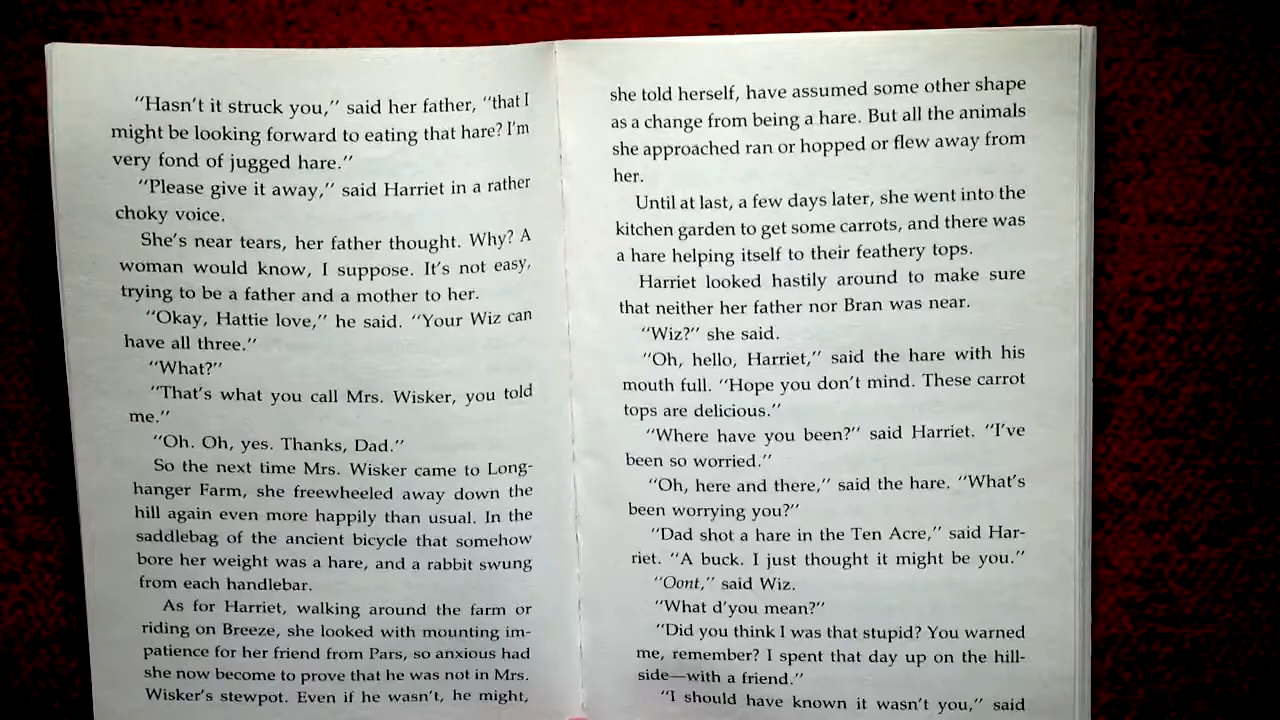 "Hasn't it struck you," said her father, "that I
might be looking forward to eating that hare? I'm
very fond of jugged hare."
"Please give it away," said Harriet in a rather
choky voice.
She's near tears, her father thought. Why? A
woman would know, I suppose. It's not easy,
trying to be a father and a mother to her.
"Okay, Hattie love," he said. "Your Wiz can
have all three."
"What?"
"That's what you call Mrs. Wisker, you told
me."
"Oh. Oh, yes. Thanks, Dad."
So the next time Mrs. Wisker came to Long-
hanger Farm, she freewheeled away down the
hill again even more happily than usual. In the
saddlebag of the ancient bicycle that somehow
bore her weight was a hare, and a rabbit swung
from each handlebar.
As for Harriet, walking around the farm or
riding on Breeze, she looked with mounting im-
patience for her friend from Pars, so anxious had
she now become to prove that he was not in Mrs.
Wisker's stewpot. Even if he wasn't, he might,
she told herself, have assumed some other shape
as a change from being a hare. But all the animals
she approached ran or hopped or flew away from
her.
Until at last, a few days later, she went into the
kitchen garden to get some carrots, and there was
a hare helping itself to their feathery tops.
Harriet looked hastily around to make sure
that neither her father nor Bran was near.
"Wiz?" she said.
"Oh, hello, Harriet," said the hare with his
mouth full. "Hope you don't mind. These carrot
tops are delicious."
"Where have you been?" said Harriet. "I've
been so worried."
"Oh, here and there," said the hare. "What's
been worrying you?"
"Dad shot a hare in the Ten Acre," said Har-
riet. "A buck. I just thought it might be you."
"Oont," said Wiz.
"What d'you mean?"
"Did you think I was that stupid? You warned
me, remember? I spent that day up on the hill-
side—with a friend."
"I should have known it wasn't you," said